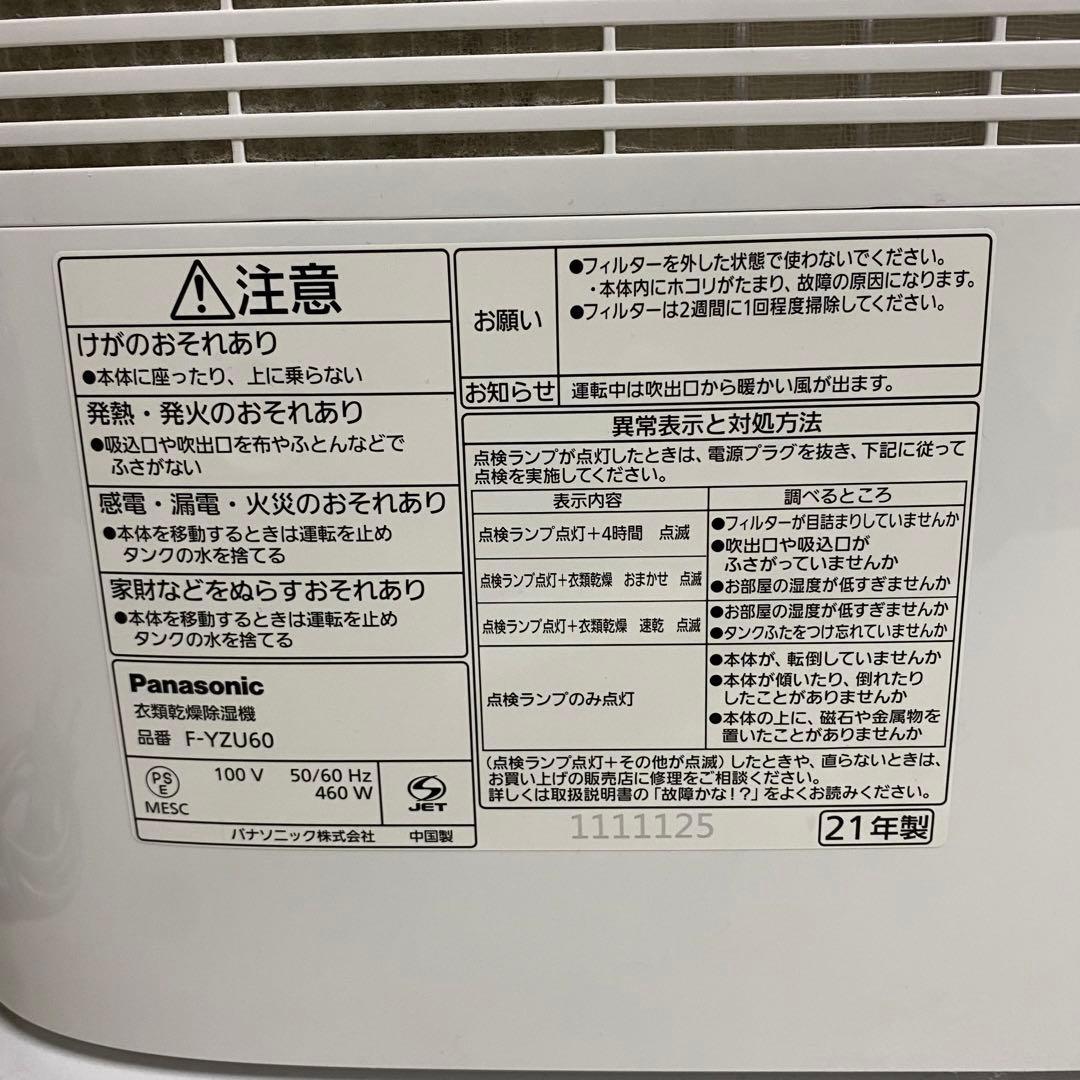 注意
けがのおそれあり
●本体に座ったり、上に乗らない
発熱・発火のおそれあり
●吸込口や吹出口を布やふとんなどで
ふさがない
感電・漏電・火災のおそれあり
●本体を移動するときは運転を止め
タンクの水を捨てる
家財などをぬらすおそれあり
●本体を移動するときは運転を止め
タンクの水を捨てる
Panasonic
衣類乾燥除湿機
品番 F-YZU60
PSE
MESC
100 V 50/60 Hz
460 W
JET
パナソニック株式会社 中国製
お願い
●フィルターを外した状態で使わないでください。
・本体内にホコリがたまり、故障の原因になります。
●フィルターは2週間に1回程度掃除してください。
お知らせ 運転中は吹出口から暖かい風が出ます。
異常表示と対処方法
点検ランプが点灯したときは、電源プラグを抜き、下記に従って
点検を実施してください。
表示内容 調べるところ
点検ランプ点灯+4時間 点滅
点検ランプ点灯+衣類乾燥 おまかせ 点滅
●フィルターが目詰まりしていませんか
●吹出口や吸込口が
ふさがっていませんか
●お部屋の湿度が低すぎませんか
点検ランプ点灯+衣類乾燥 速乾 点滅
●お部屋の湿度が低すぎませんか
●タンクふたをつけ忘れていませんか
点検ランプのみ点灯
●本体が、転倒していませんか
●本体が傾いたり、倒れたり
したことがありませんか
●本体の上に、磁石や金属物を
置いたことがありませんか
(点検ランプ点灯+その他が点滅)したときや、直らないときは、
お買い上げの販売店に修理をご相談ください。
詳しくは取扱説明書の「故障かな!?」をよくお読みください。
1111125
21年製